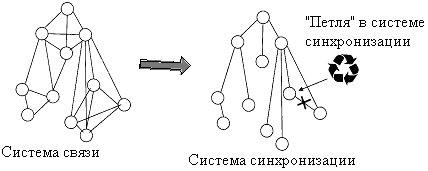 "Петля" в системе
синхронизации
Система связи
Система синхронизации